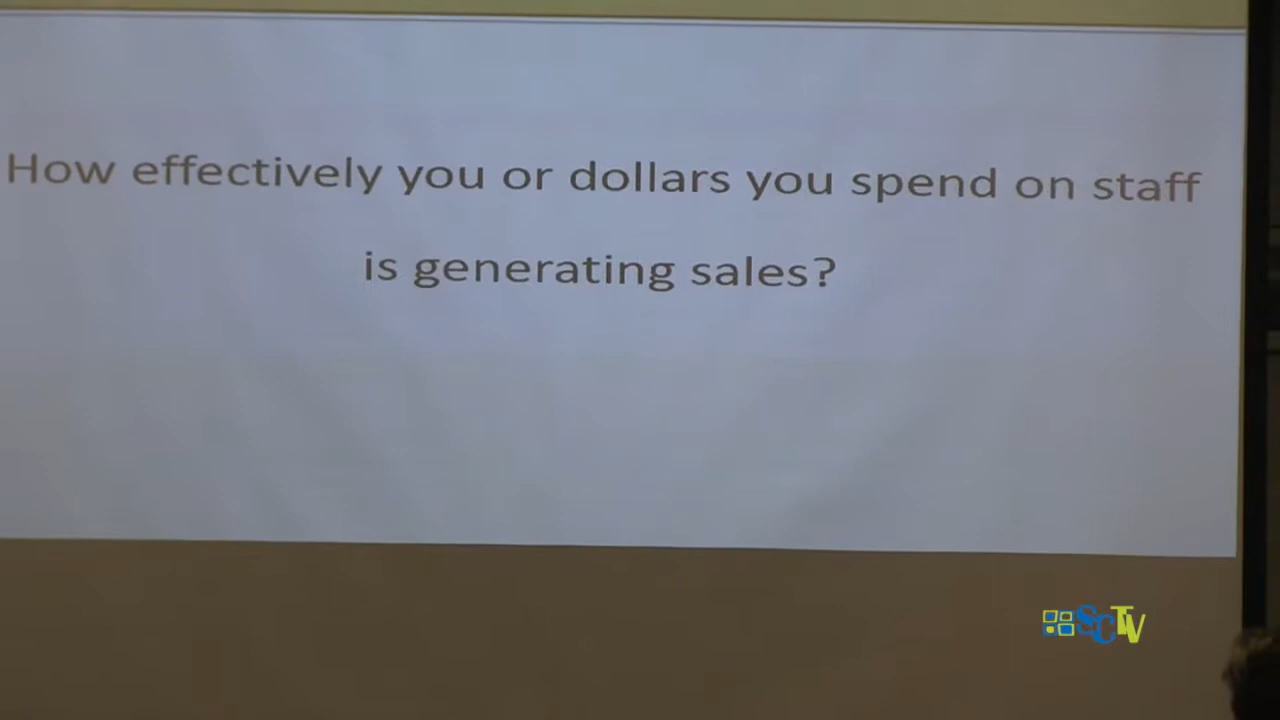 How effectively you or dollars you spend on staff
is generating sales?
SCTV